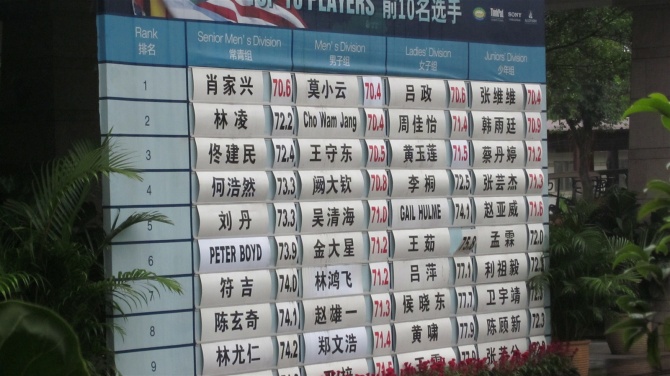 TOP 10 PLAYERS 前10名选手
Rank 排名 Senior Men's Division 常青组 Men's Division 男子组 Ladies' Division 女子组 Juniors' Division 少年组
1 肖家兴 70.6 莫小云 70.4 吕政 70.6 张维维 70.4
2 林凌 72.2 Cho Wam Jang 70.4 周佳怡 71.4 韩雨廷 70.9
3 佟建民 72.4 王守东 70.5 黄玉莲 71.5 蔡丹婷 71.2
4 何浩然 73.3 阙大钦 70.8 李桐 72.5 张芸杰 71.3
5 刘丹 73.3 吴清海 71.0 GAIL HULME 74.1 赵亚威 71.6
6 PETER BOYD 73.9 金大星 71.2 王茹 孟霖 72.0
7 符吉 74.0 林鸿飞 71.2 吕萍 77.1 利祖毅
8 陈玄奇 74.1 赵雄一 71.3 侯晓东 77.7 卫宇靖
9 林尤仁 74.2 郑文浩 71.4 黄啸 77.9 陈顾新 72.3